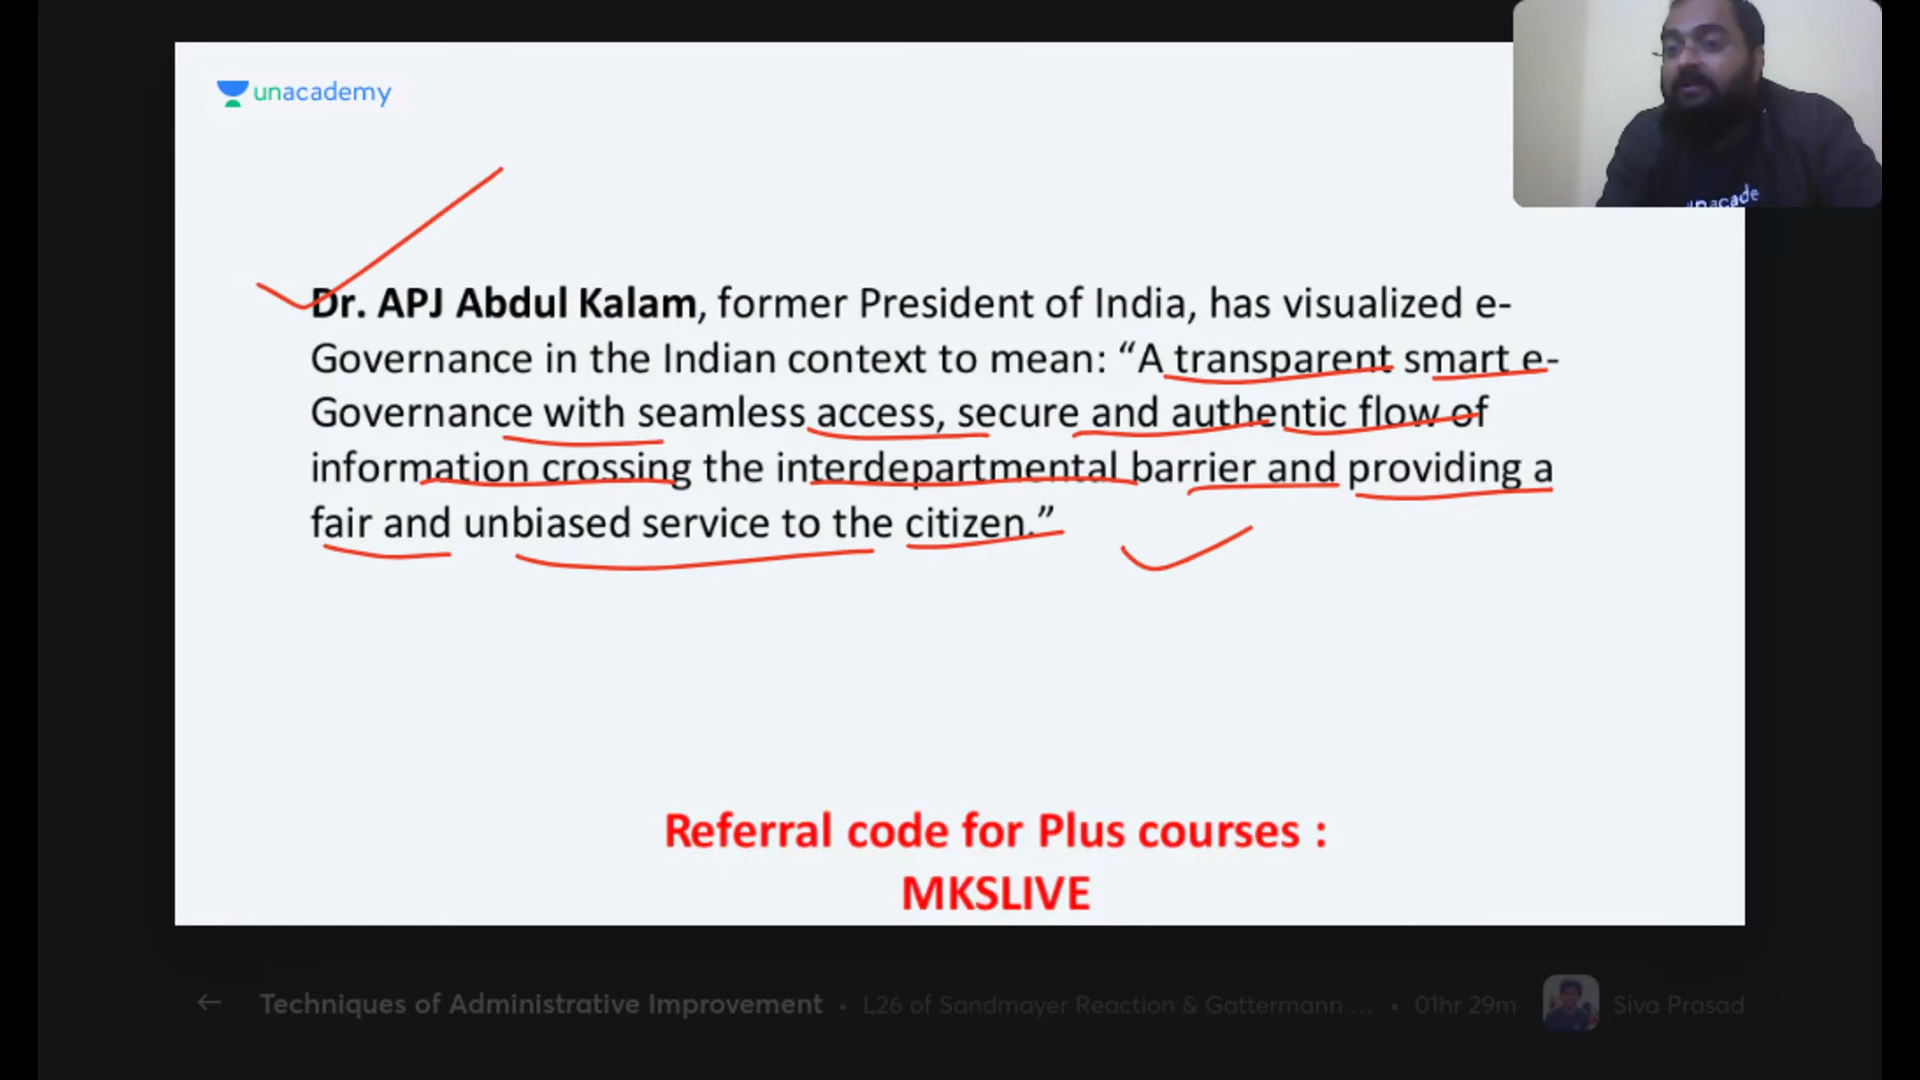 unacademy
unacade
Dr. APJ Abdul Kalam, former President of India, has visualized e-
Governance in the Indian context to mean: “A transparent smart e-
Governance with seamless access, secure and authentic flow of
information crossing the interdepartmental barrier and providing a
fair and unbiased service to the citizen.”
Referral code for Plus courses :
MKSLIVE
Techniques of Administrative Improvement • L26 of Sandmayer Reaction & Gattermann ... • 01hr 29m Siva Prasad